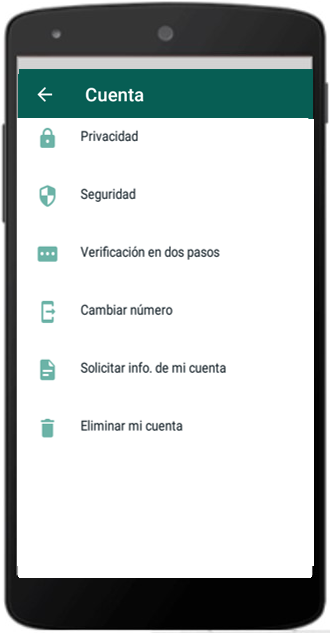 Cuenta
Privacidad
Seguridad
Verificación en dos pasos
Cambiar número
Solicitar info. de mi cuenta
Eliminar mi cuenta